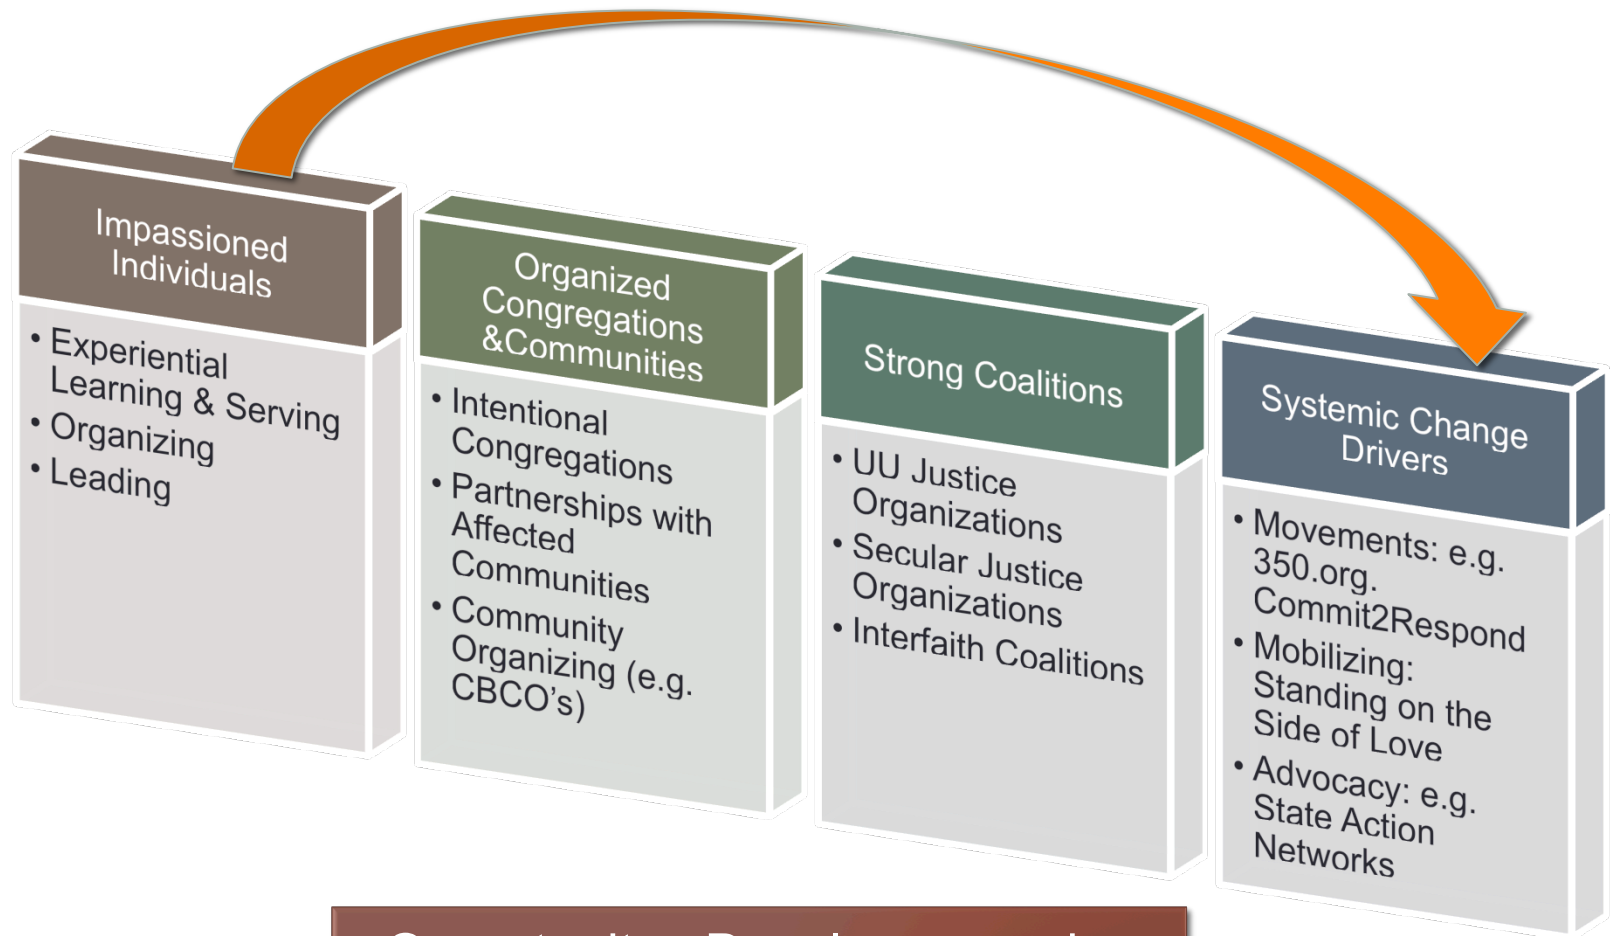 Impassioned
Individuals
• Experiential
Learning & Serving
• Organizing
• Leading
Organized
Congregations
&Communities
• Intentional
Congregations
• Partnerships with
Affected
Communities
• Community
Organizing (e.g.
CBCO's)
Strong Coalitions
• UU Justice
Organizations
• Secular Justice
Organizations
• Interfaith Coalitions
Systemic Change
Drivers
• Movements: e.g.
350.org.
Commit2Respond
• Mobilizing:
Standing on the
Side of Love
• Advocacy: e.g.
State Action
Networks